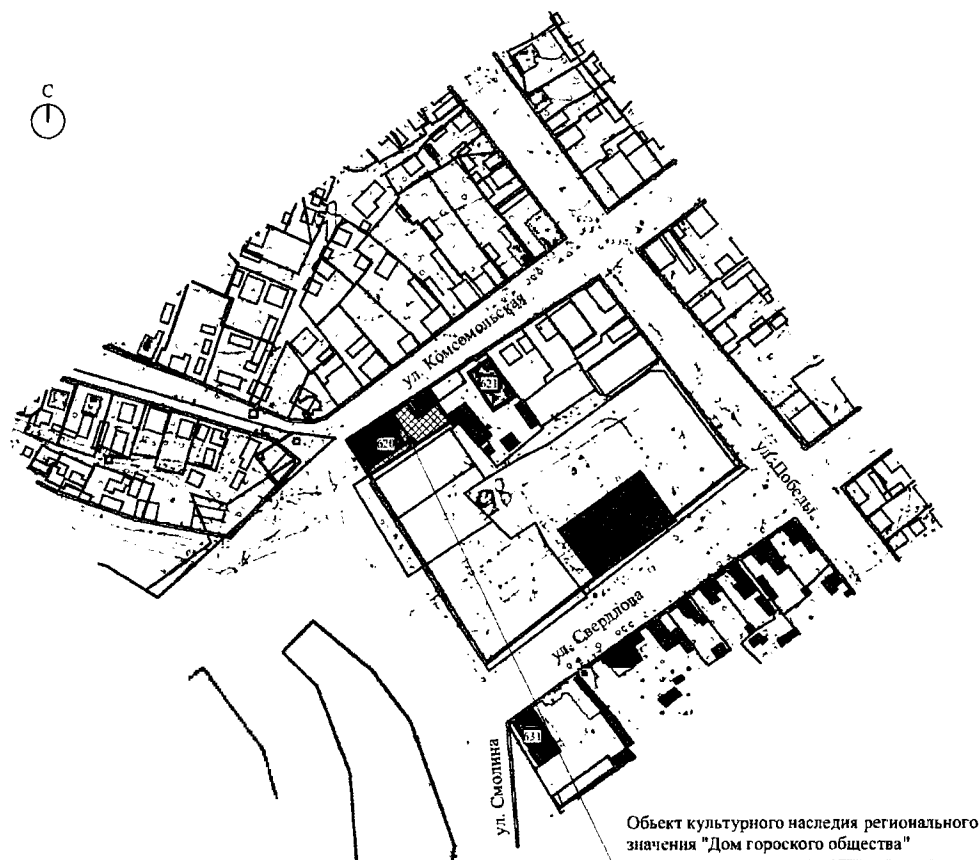 С
ул. Комсомольская
621
620
ул. Победы
ул. Свердлова
631
ул. Смолина
Объект культурного наследия регионального
значения "Дом гороского общества"